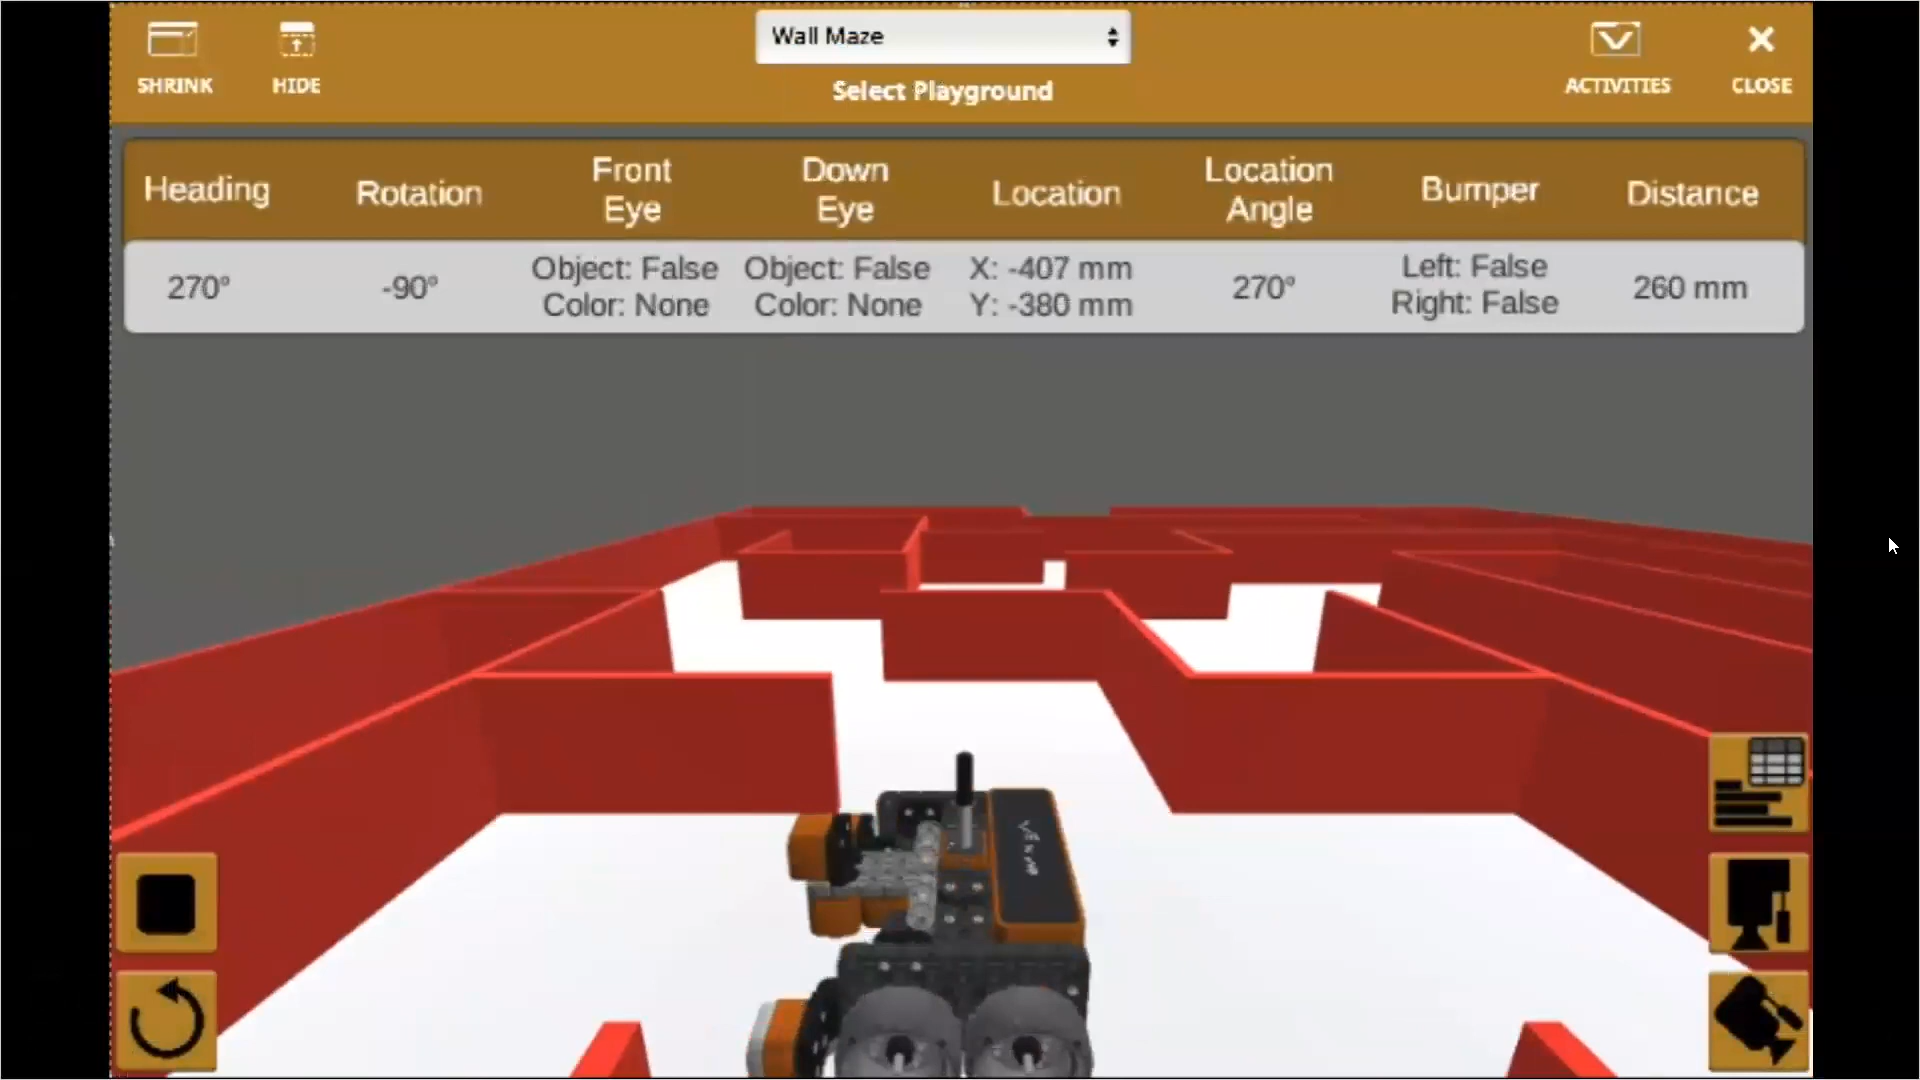 Wall Maze
SHRINK
HIDE
Select Playground
ACTIVITIES
CLOSE
Heading
Rotation
Front
Eye
Down
Eye
Location
Location
Angle
Bumper
Distance
270°
-90°
Object: False
Color: None
Object: False
Color: None
X: -407 mm
Y: -380 mm
270°
Left: False
Right: False
260 mm